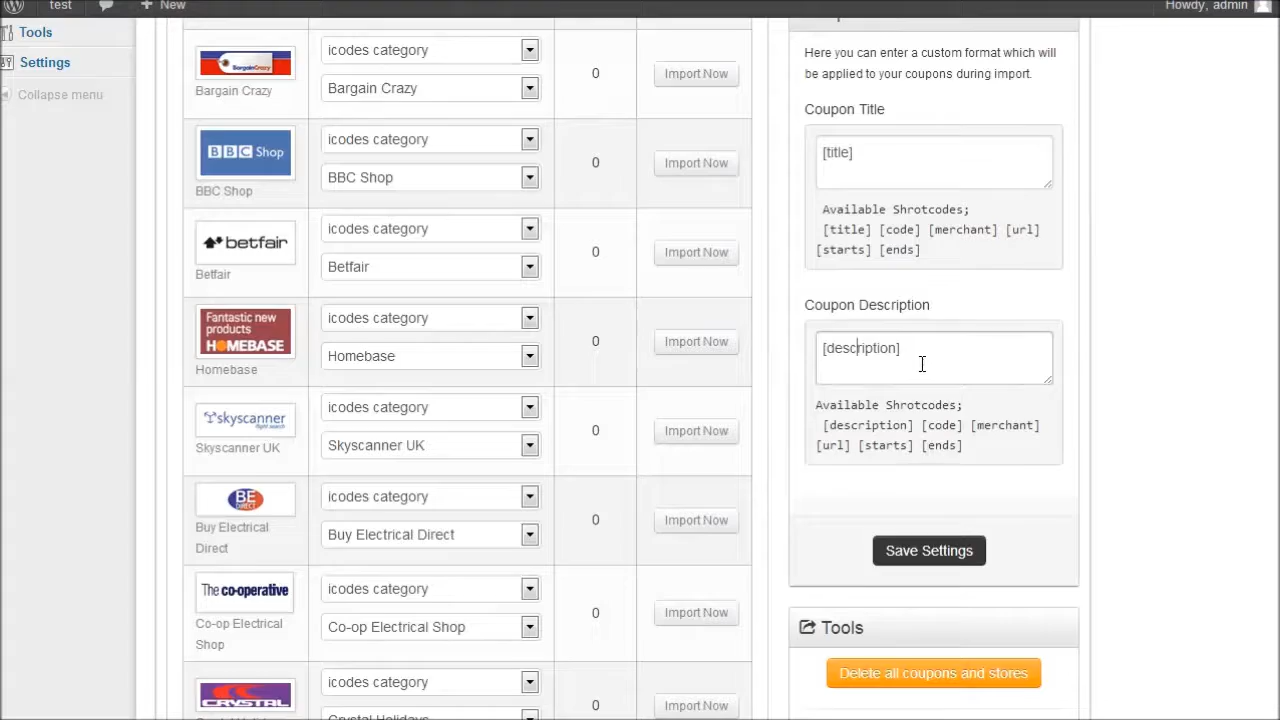 test
New
Howdy, admin
Tools
Settings
Collapse menu
icodes category
BargainCrazy
Bargain Crazy
Bargain Crazy
0
Import Now
BBC Shop
BBC Shop
icodes category
BBC Shop
0
Import Now
betfair
Betfair
icodes category
Betfair
0
Import Now
Fantastic new
products
HOMEBASE
Homebase
icodes category
Homebase
0
Import Now
skyscanner
flight search
Skyscanner UK
icodes category
Skyscanner UK
0
Import Now
BE
DIRECT
Buy Electrical
Direct
icodes category
Buy Electrical Direct
0
Import Now
The co-operative
Co-op Electrical
Shop
icodes category
Co-op Electrical Shop
0
Import Now
CRYSTAL
icodes category
Crystal Holidays
0
Import Now
Here you can enter a custom format which will
be applied to your coupons during import.
Coupon Title
[title]
Available Shrotcodes;
[title] [code] [merchant] [url]
[starts] [ends]
Coupon Description
[description]
Available Shrotcodes;
[description] [code] [merchant]
[url] [starts] [ends]
Save Settings
Tools
Delete all coupons and stores